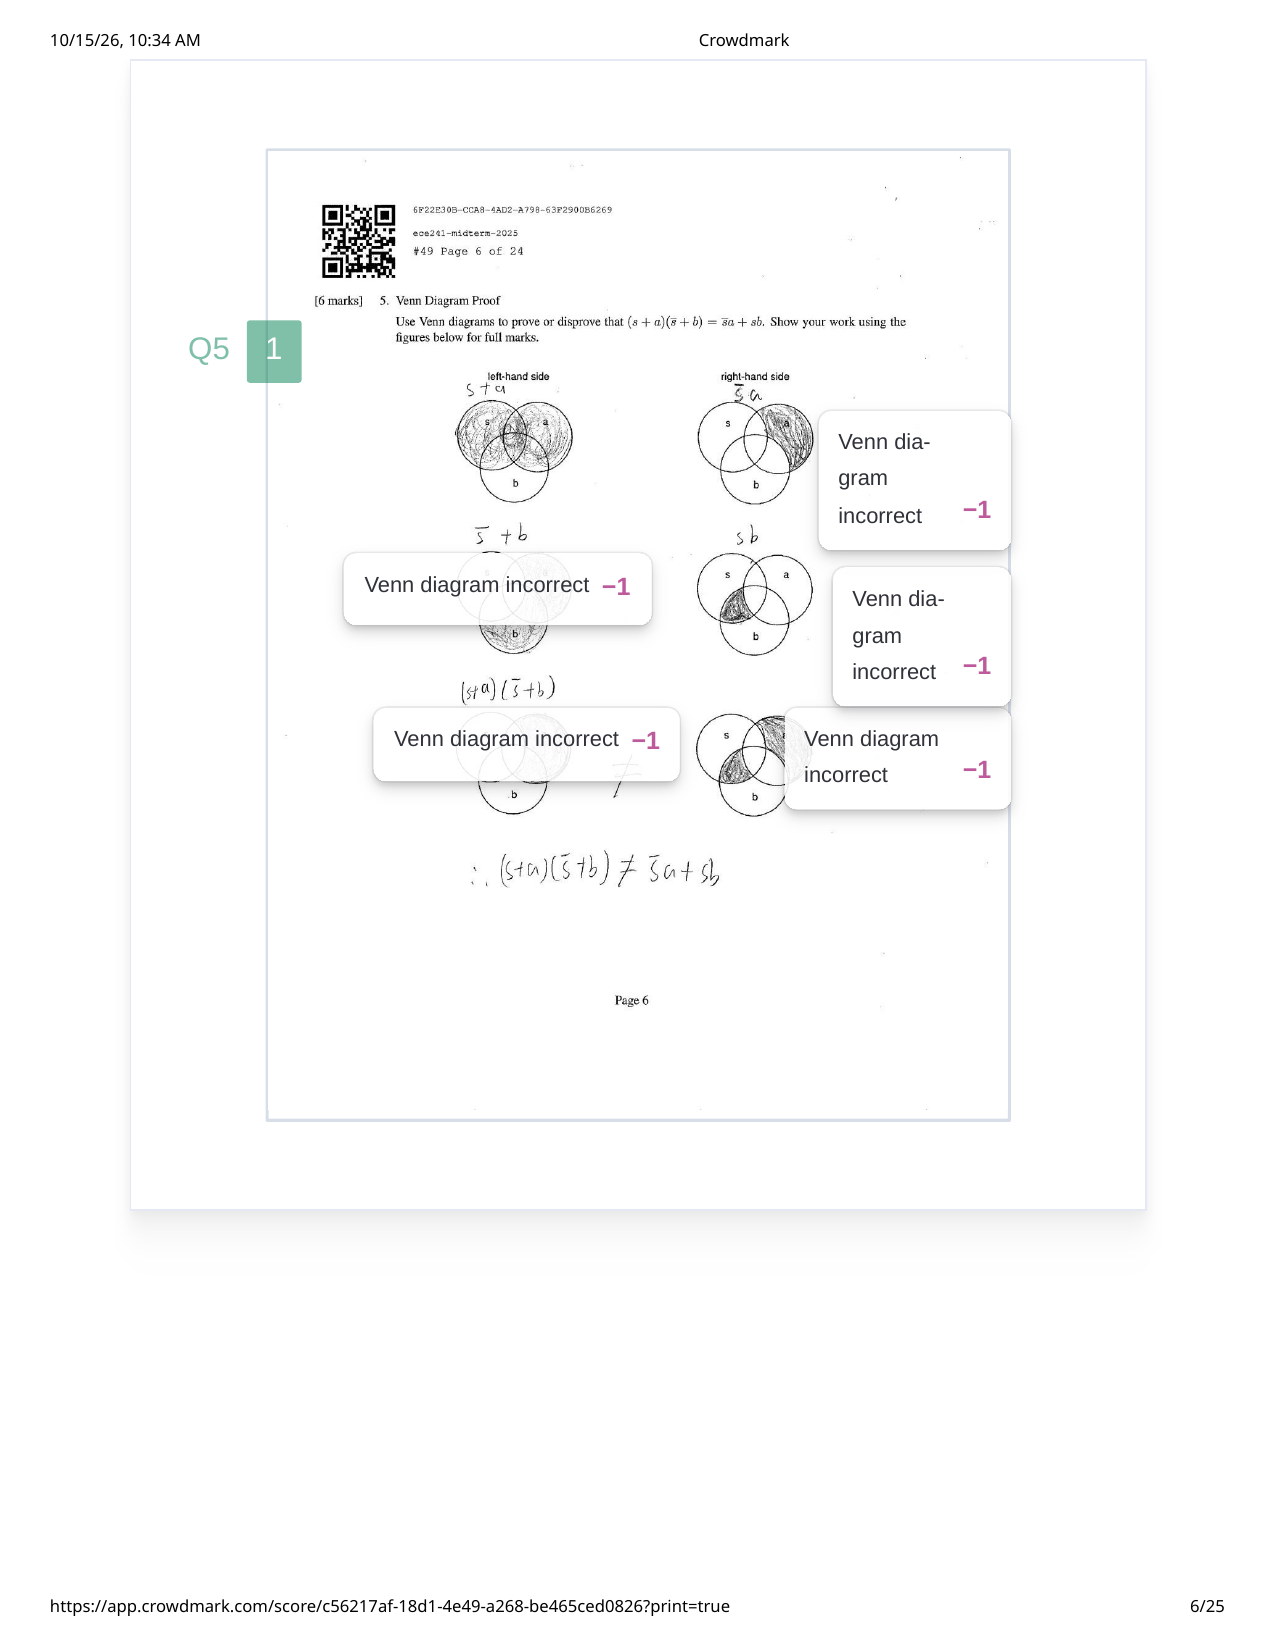 10/15/26, 10:34 AM Crowdmark
6F22E30B-CCA8-4AD2-A798-63F2900B6269
ece241-midterm-2025
#49 Page 6 of 24
[6 marks] 5. Venn Diagram Proof
Use Venn diagrams to prove or disprove that (s + a)(s̅ + b) = s̅a + sb. Show your work using the
figures below for full marks.
Q5 1
left-hand side right-hand side
s+a s̅a
s a s a
b b
Venn dia-
gram
incorrect −1
s̅ + b sb
Venn diagram incorrect −1
s a
b b
Venn dia-
gram
incorrect −1
(s+a)(s̅+b)
Venn diagram incorrect −1
s
b b
≠
Venn diagram
incorrect −1
∴ (s+a)(s̅+b) ≠ s̅a + sb
Page 6
https://app.crowdmark.com/score/c56217af-18d1-4e49-a268-be465ced0826?print=true 6/25